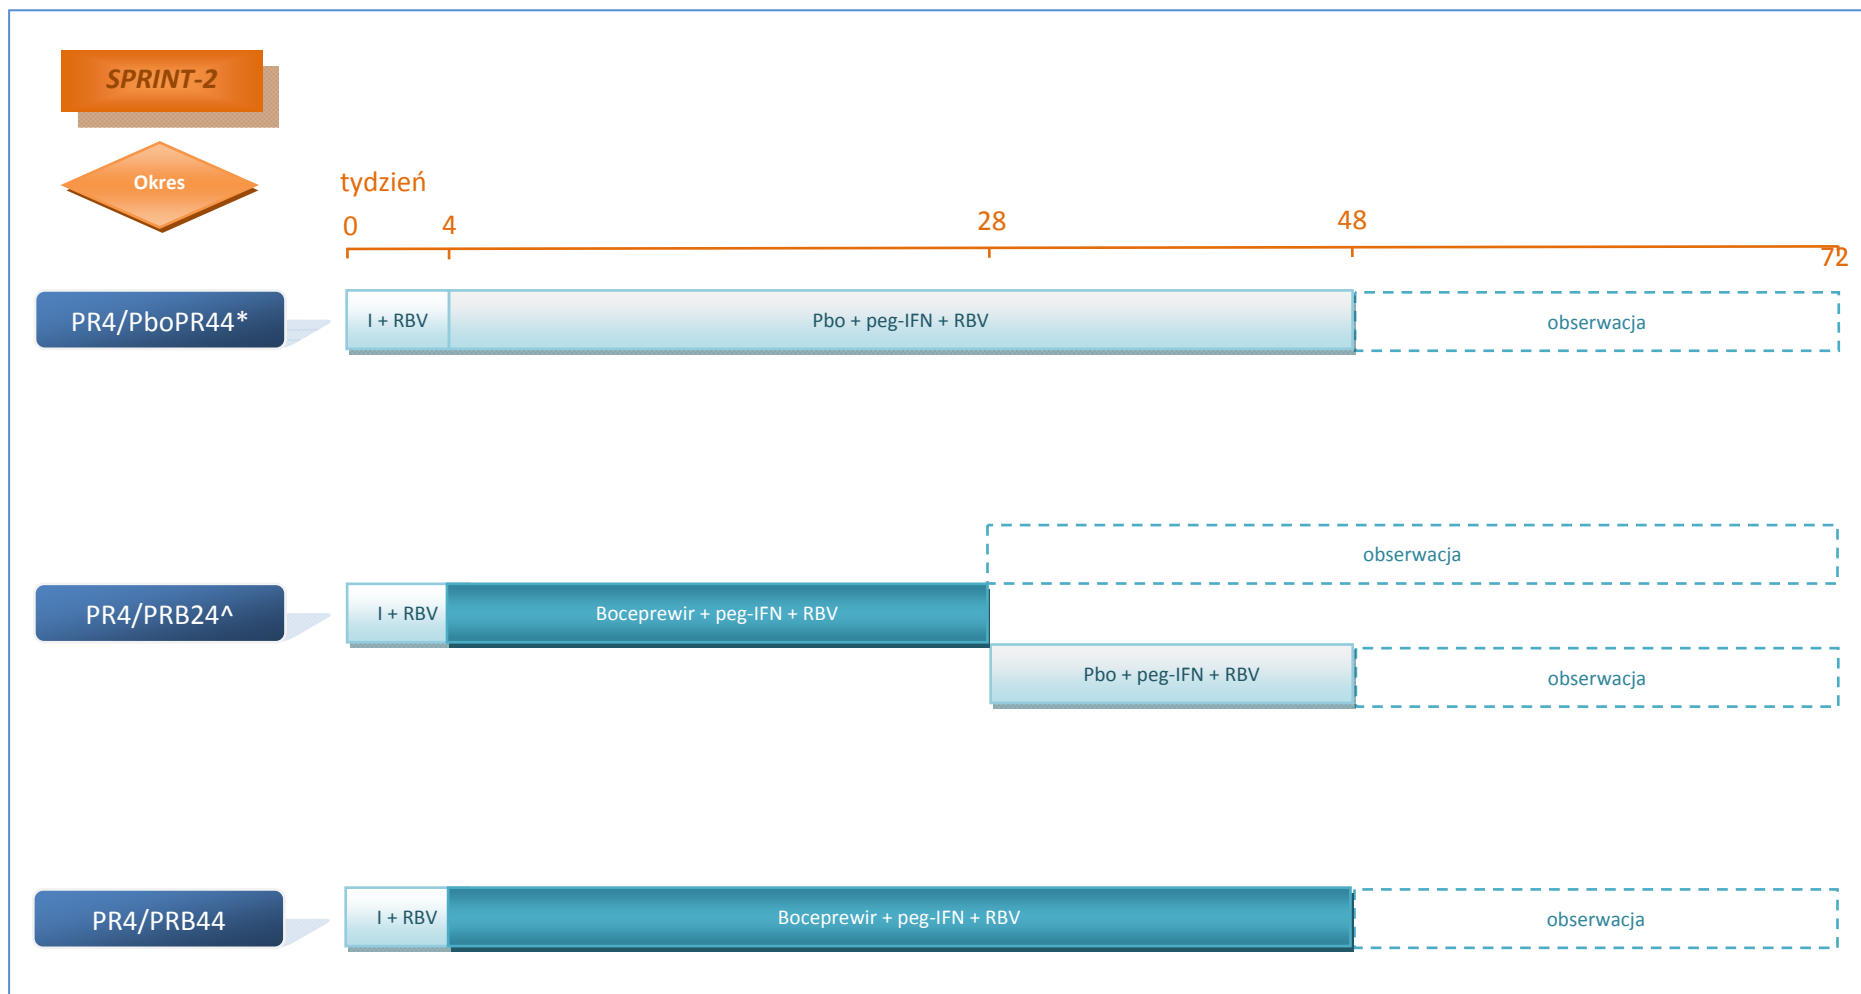 SPRINT-2
Okres
tydzień
0 4 28 48 72
PR4/PboPR44*
I + RBV
Pbo + peg-IFN + RBV
obserwacja
obserwacja
PR4/PRB24^
I + RBV
Boceprewir + peg-IFN + RBV
Pbo + peg-IFN + RBV
obserwacja
PR4/PRB44
I + RBV
Boceprewir + peg-IFN + RBV
obserwacja